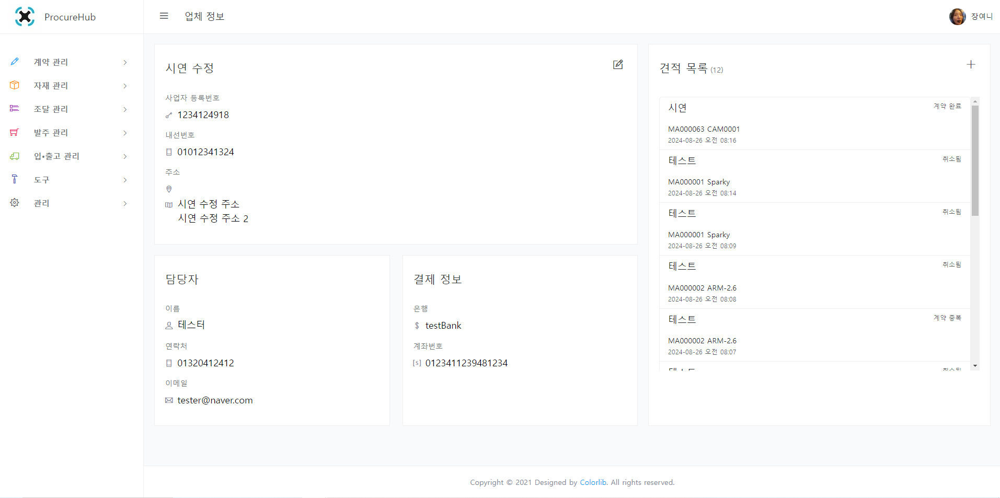 ProcureHub
업체 정보
장여니
계약 관리
자재 관리
조달 관리
발주 관리
입•출고 관리
도구
관리
시연 수정
사업자 등록번호
1234124918
내선번호
01012341324
주소
시연 수정 주소
시연 수정 주소 2
담당자
이름
테스터
연락처
01320412412
이메일
tester@naver.com
결제 정보
은행
testBank
계좌번호
0123411239481234
견적 목록 (12)
시연
계약 완료
MA000063 CAM0001
2024-08-26 오전 08:16
테스트
취소됨
MA000001 Sparky
2024-08-26 오전 08:14
테스트
취소됨
MA000001 Sparky
2024-08-26 오전 08:09
테스트
취소됨
MA000002 ARM-2.6
2024-08-26 오전 08:08
테스트
계약 중복
MA000002 ARM-2.6
2024-08-26 오전 08:07
Copyright © 2021 Designed by Colorlib. All rights reserved.